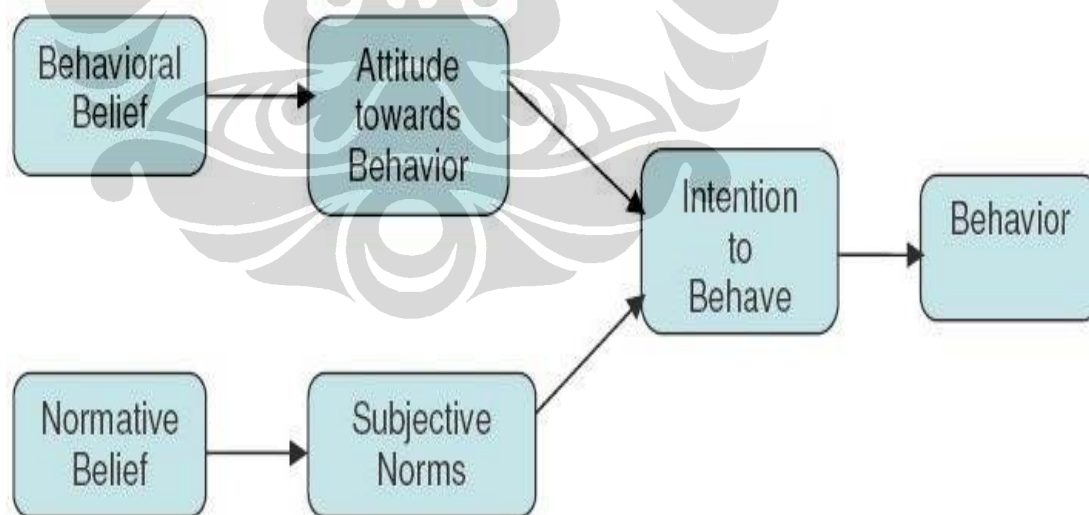 Behavioral
Belief
Attitude
towards
Behavior
Intention
to
Behave
Behavior
Normative
Belief
Subjective
Norms